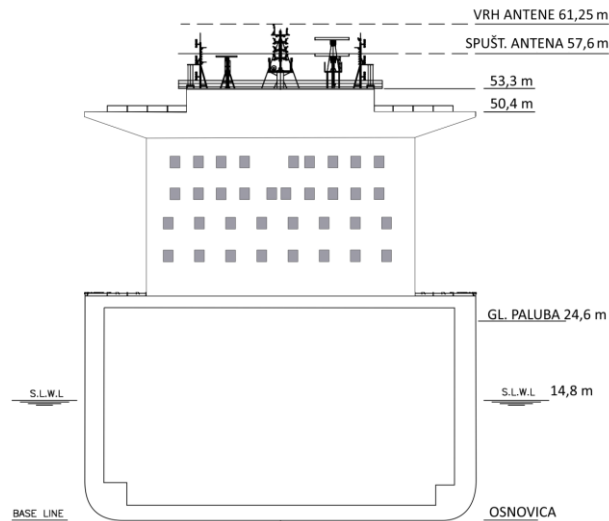 VRH ANTENE 61,25 m
SPUŠT. ANTENA 57,6 m
53,3 m
50,4 m
GL. PALUBA 24,6 m
S.L.W.L
S.L.W.L 14,8 m
BASE LINE
OSNOVICA